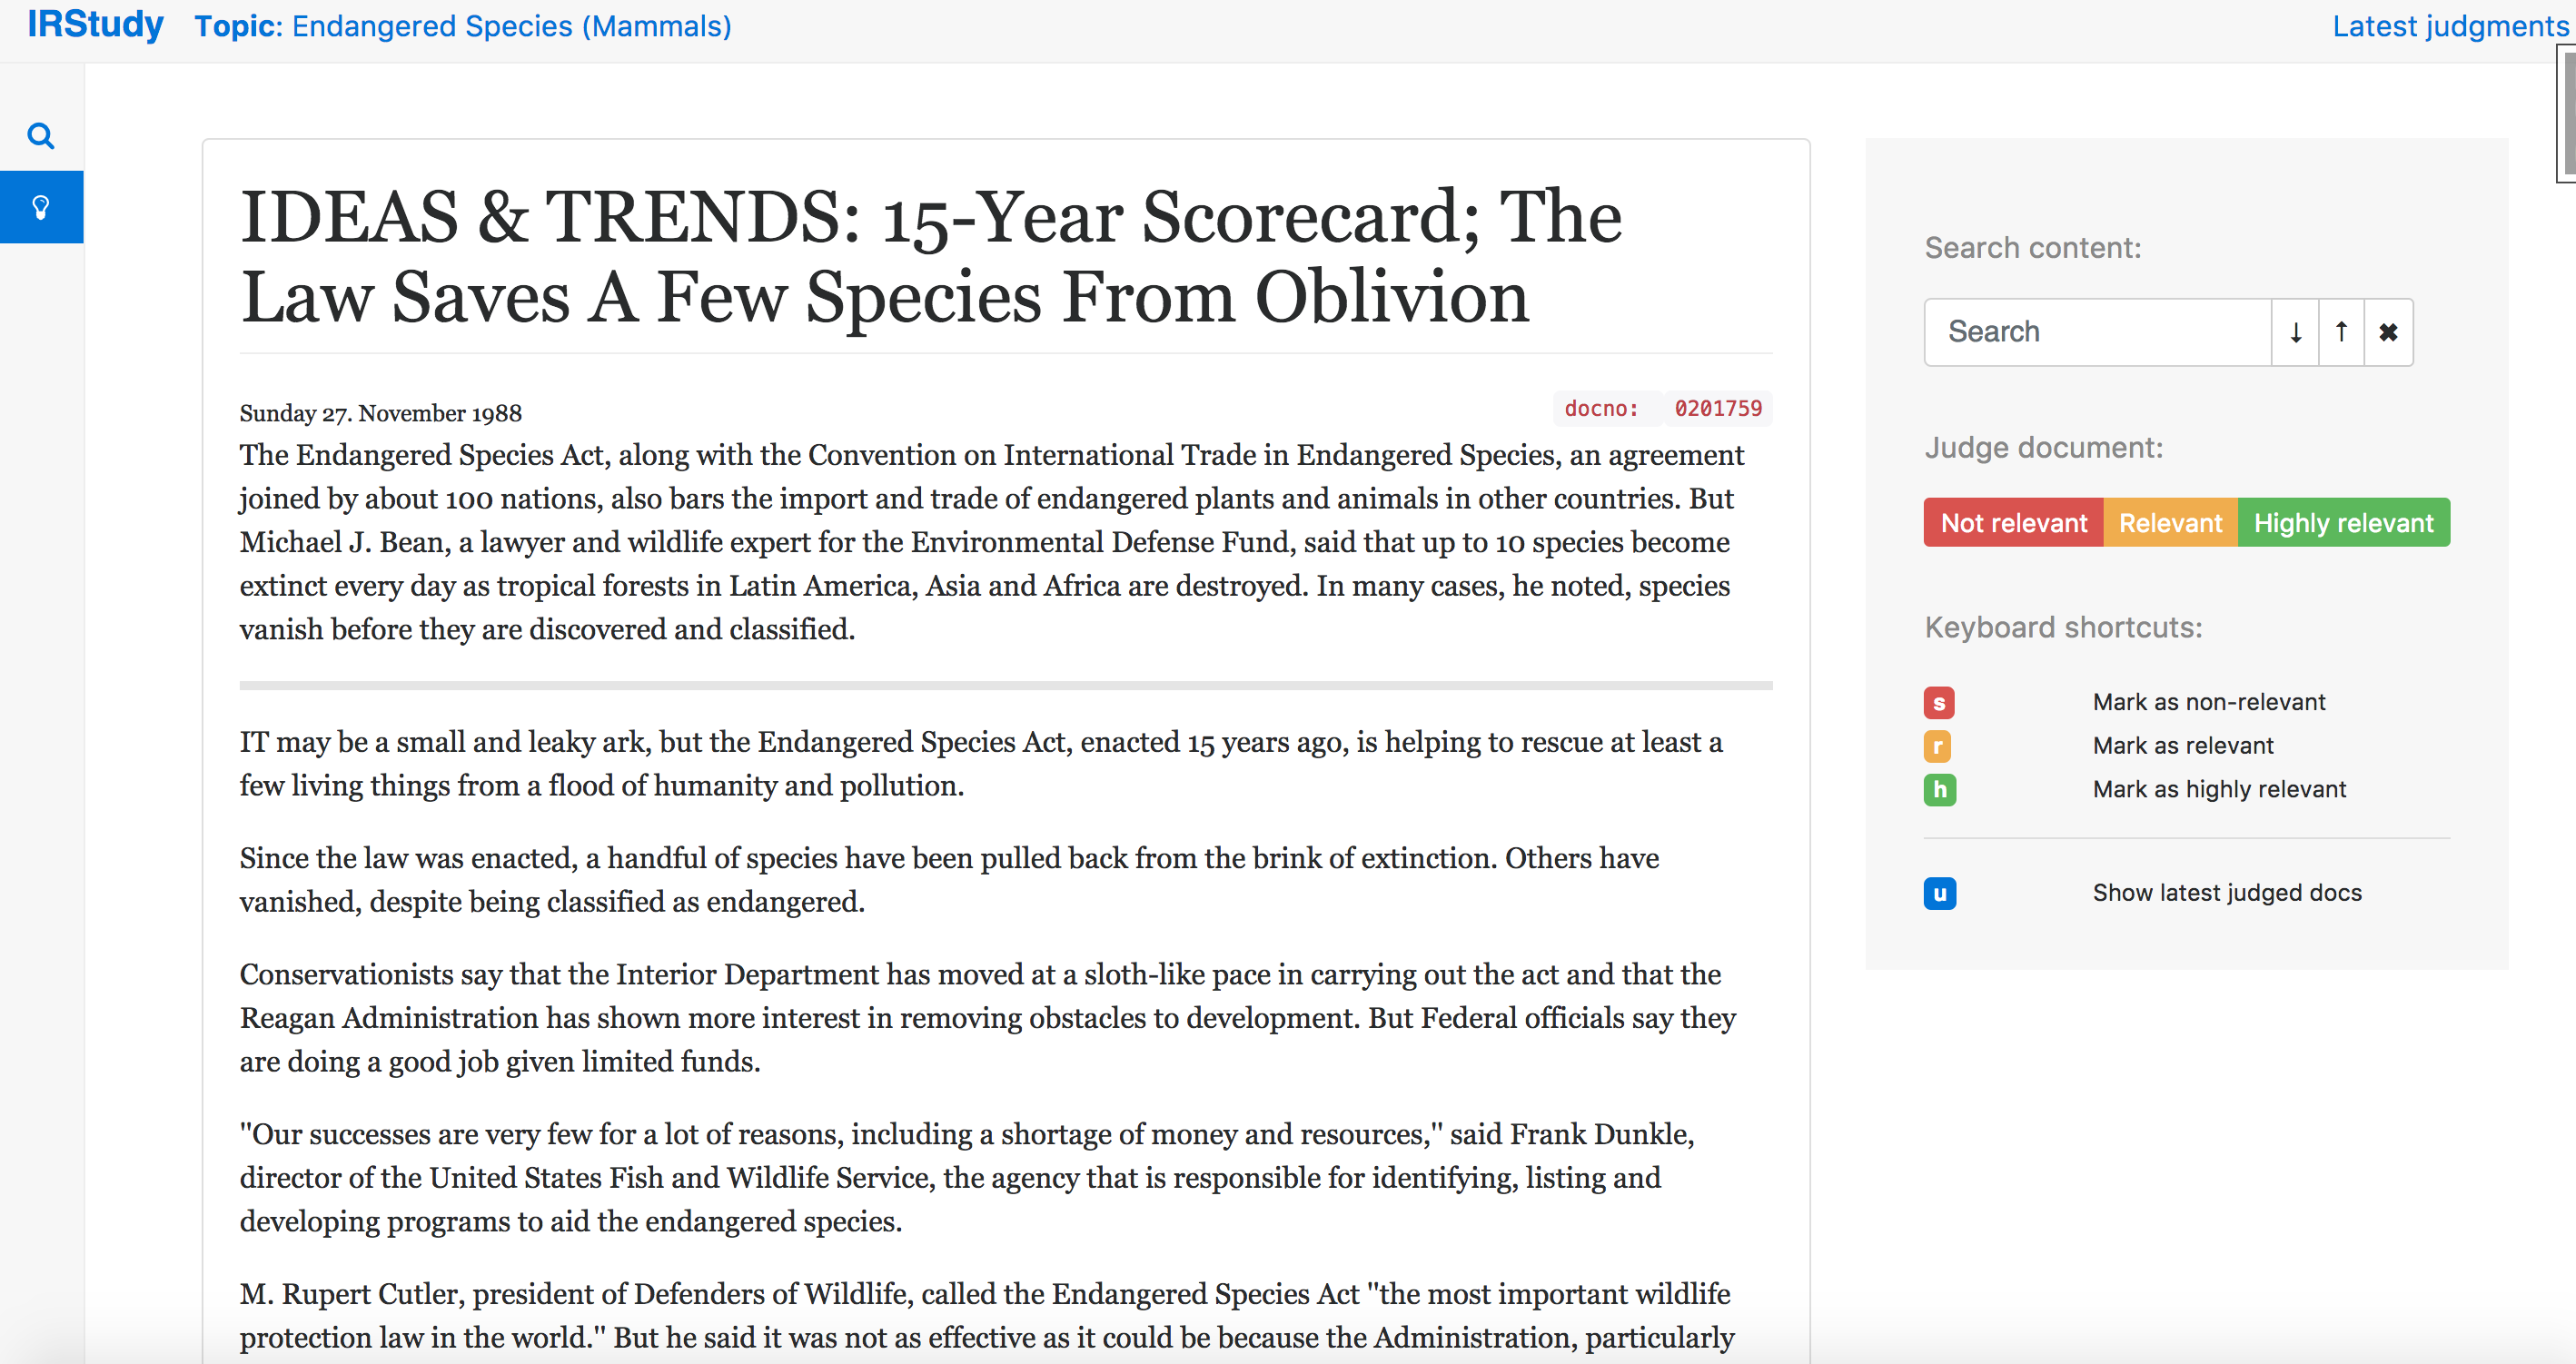 IRStudy Topic: Endangered Species (Mammals) Latest judgments
IDEAS & TRENDS: 15-Year Scorecard; The
Law Saves A Few Species From Oblivion
Sunday 27. November 1988 docno: 0201759
The Endangered Species Act, along with the Convention on International Trade in Endangered Species, an agreement
joined by about 100 nations, also bars the import and trade of endangered plants and animals in other countries. But
Michael J. Bean, a lawyer and wildlife expert for the Environmental Defense Fund, said that up to 10 species become
extinct every day as tropical forests in Latin America, Asia and Africa are destroyed. In many cases, he noted, species
vanish before they are discovered and classified.
IT may be a small and leaky ark, but the Endangered Species Act, enacted 15 years ago, is helping to rescue at least a
few living things from a flood of humanity and pollution.
Since the law was enacted, a handful of species have been pulled back from the brink of extinction. Others have
vanished, despite being classified as endangered.
Conservationists say that the Interior Department has moved at a sloth-like pace in carrying out the act and that the
Reagan Administration has shown more interest in removing obstacles to development. But Federal officials say they
are doing a good job given limited funds.
''Our successes are very few for a lot of reasons, including a shortage of money and resources,'' said Frank Dunkle,
director of the United States Fish and Wildlife Service, the agency that is responsible for identifying, listing and
developing programs to aid the endangered species.
M. Rupert Cutler, president of Defenders of Wildlife, called the Endangered Species Act ''the most important wildlife
protection law in the world.'' But he said it was not as effective as it could be because the Administration, particularly
Search content:
Search ↓ ↑ ✖
Judge document:
Not relevant Relevant Highly relevant
Keyboard shortcuts:
s Mark as non-relevant
r Mark as relevant
h Mark as highly relevant
u Show latest judged docs